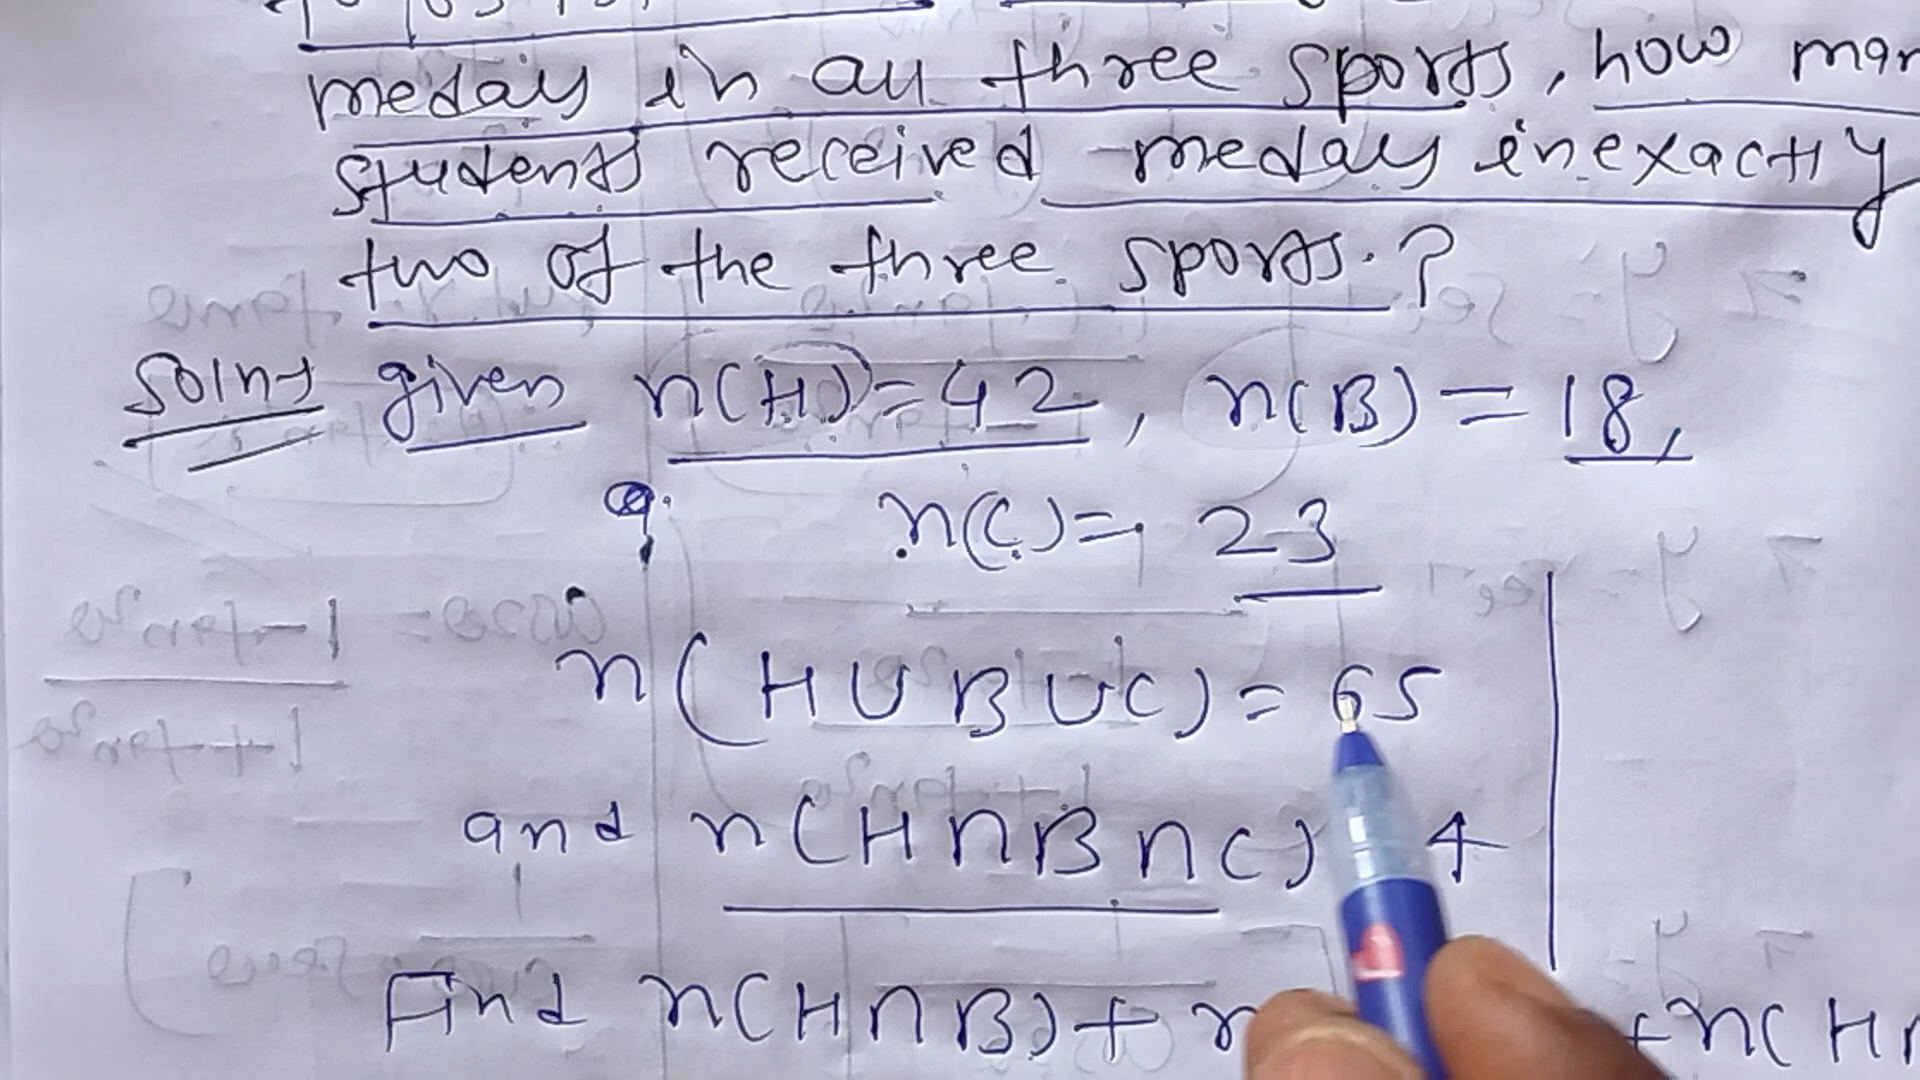 medals in all three sports, how
students received medals in exactly
two of the three sports.?
Soln→ given n(H)=42, n(B)=18,
n(C)= 23
n(HUBUC)=65
and n(H∩B∩C) 4
Find n(H∩B)+n +n(H